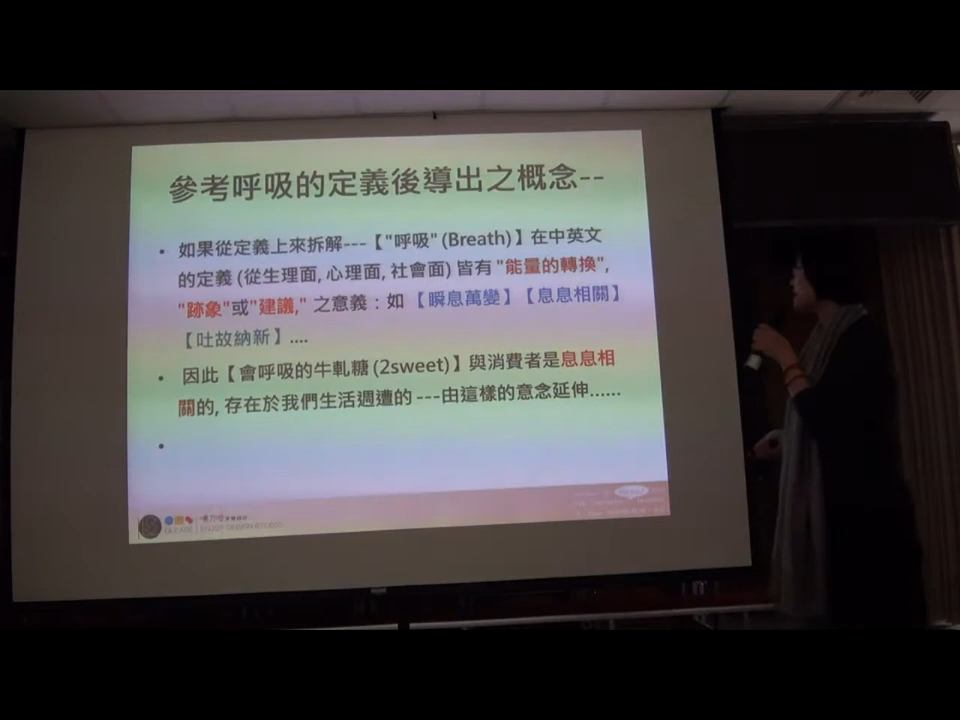 參考呼吸的定義後導出之概念--
• 如果從定義上來拆解---【"呼吸" (Breath)】在中英文
的定義 (從生理面, 心理面, 社會面) 皆有 "能量的轉換",
"跡象"或"建議," 之意義：如 【瞬息萬變】【息息相關】
【吐故納新】....
• 因此【會呼吸的牛軋糖 (2sweet)】與消費者是息息相
關的, 存在於我們生活週遭的 ---由這樣的意念延伸......
•